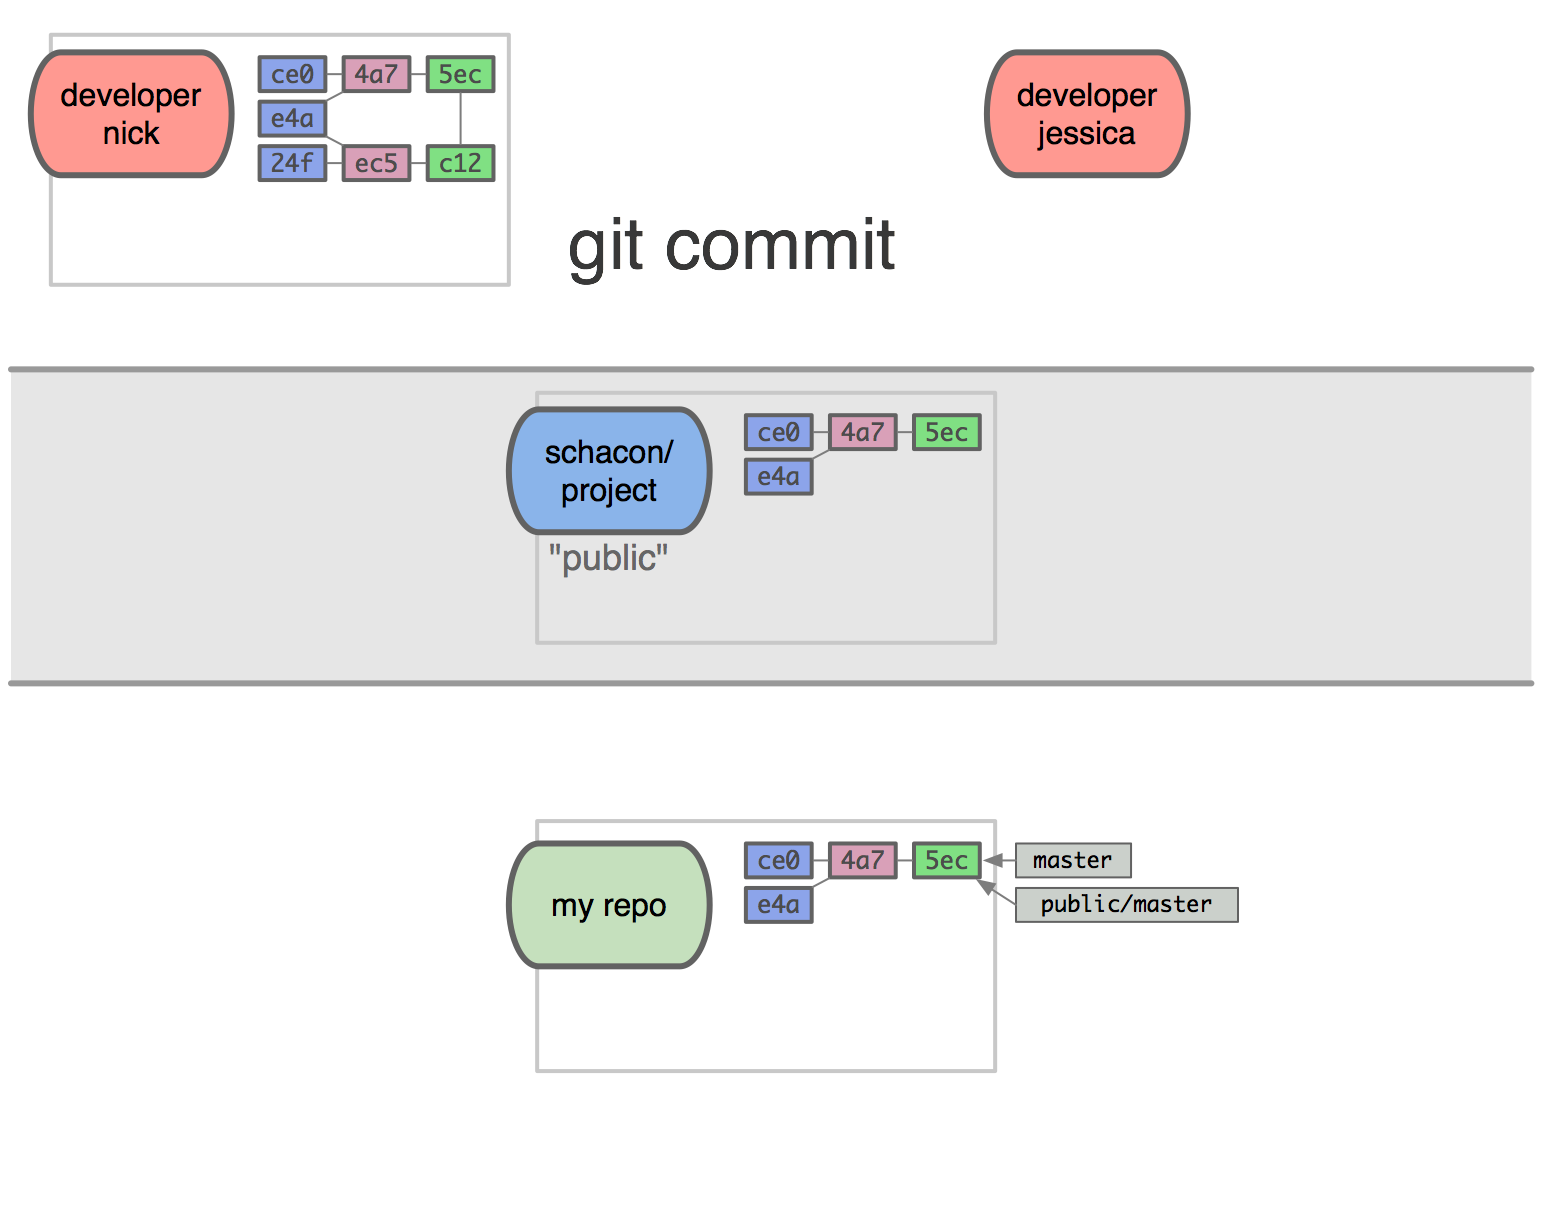 developer
nick
ce0 4a7 5ec
e4a
24f ec5 c12
developer
jessica
git commit
schacon/
project
"public"
ce0 4a7 5ec
e4a
my repo
ce0 4a7 5ec
e4a
master
public/master